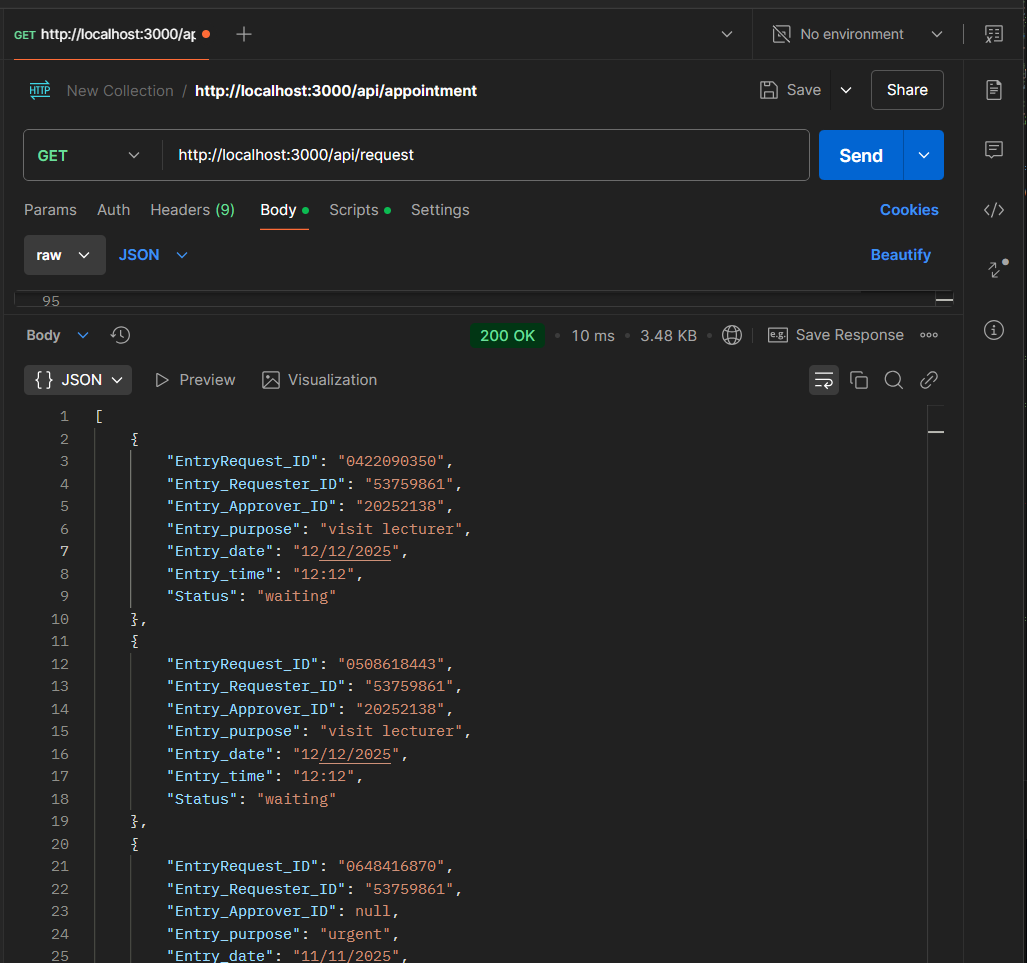 GET http://localhost:3000/ap
No environment
HTTP New Collection / http://localhost:3000/api/appointment Save Share
GET http://localhost:3000/api/request Send
Params Auth Headers (9) Body Scripts Settings Cookies
raw JSON Beautify
95
Body 200 OK • 10 ms • 3.48 KB • e.g. Save Response
{} JSON Preview Visualization
1 [
2 {
3 "EntryRequest_ID": "0422090350",
4 "Entry_Requester_ID": "53759861",
5 "Entry_Approver_ID": "20252138",
6 "Entry_purpose": "visit lecturer",
7 "Entry_date": "12/12/2025",
8 "Entry_time": "12:12",
9 "Status": "waiting"
10 },
11 {
12 "EntryRequest_ID": "0508618443",
13 "Entry_Requester_ID": "53759861",
14 "Entry_Approver_ID": "20252138",
15 "Entry_purpose": "visit lecturer",
16 "Entry_date": "12/12/2025",
17 "Entry_time": "12:12",
18 "Status": "waiting"
19 },
20 {
21 "EntryRequest_ID": "0648416870",
22 "Entry_Requester_ID": "53759861",
23 "Entry_Approver_ID": null,
24 "Entry_purpose": "urgent",
25 "Entry_date": "11/11/2025",